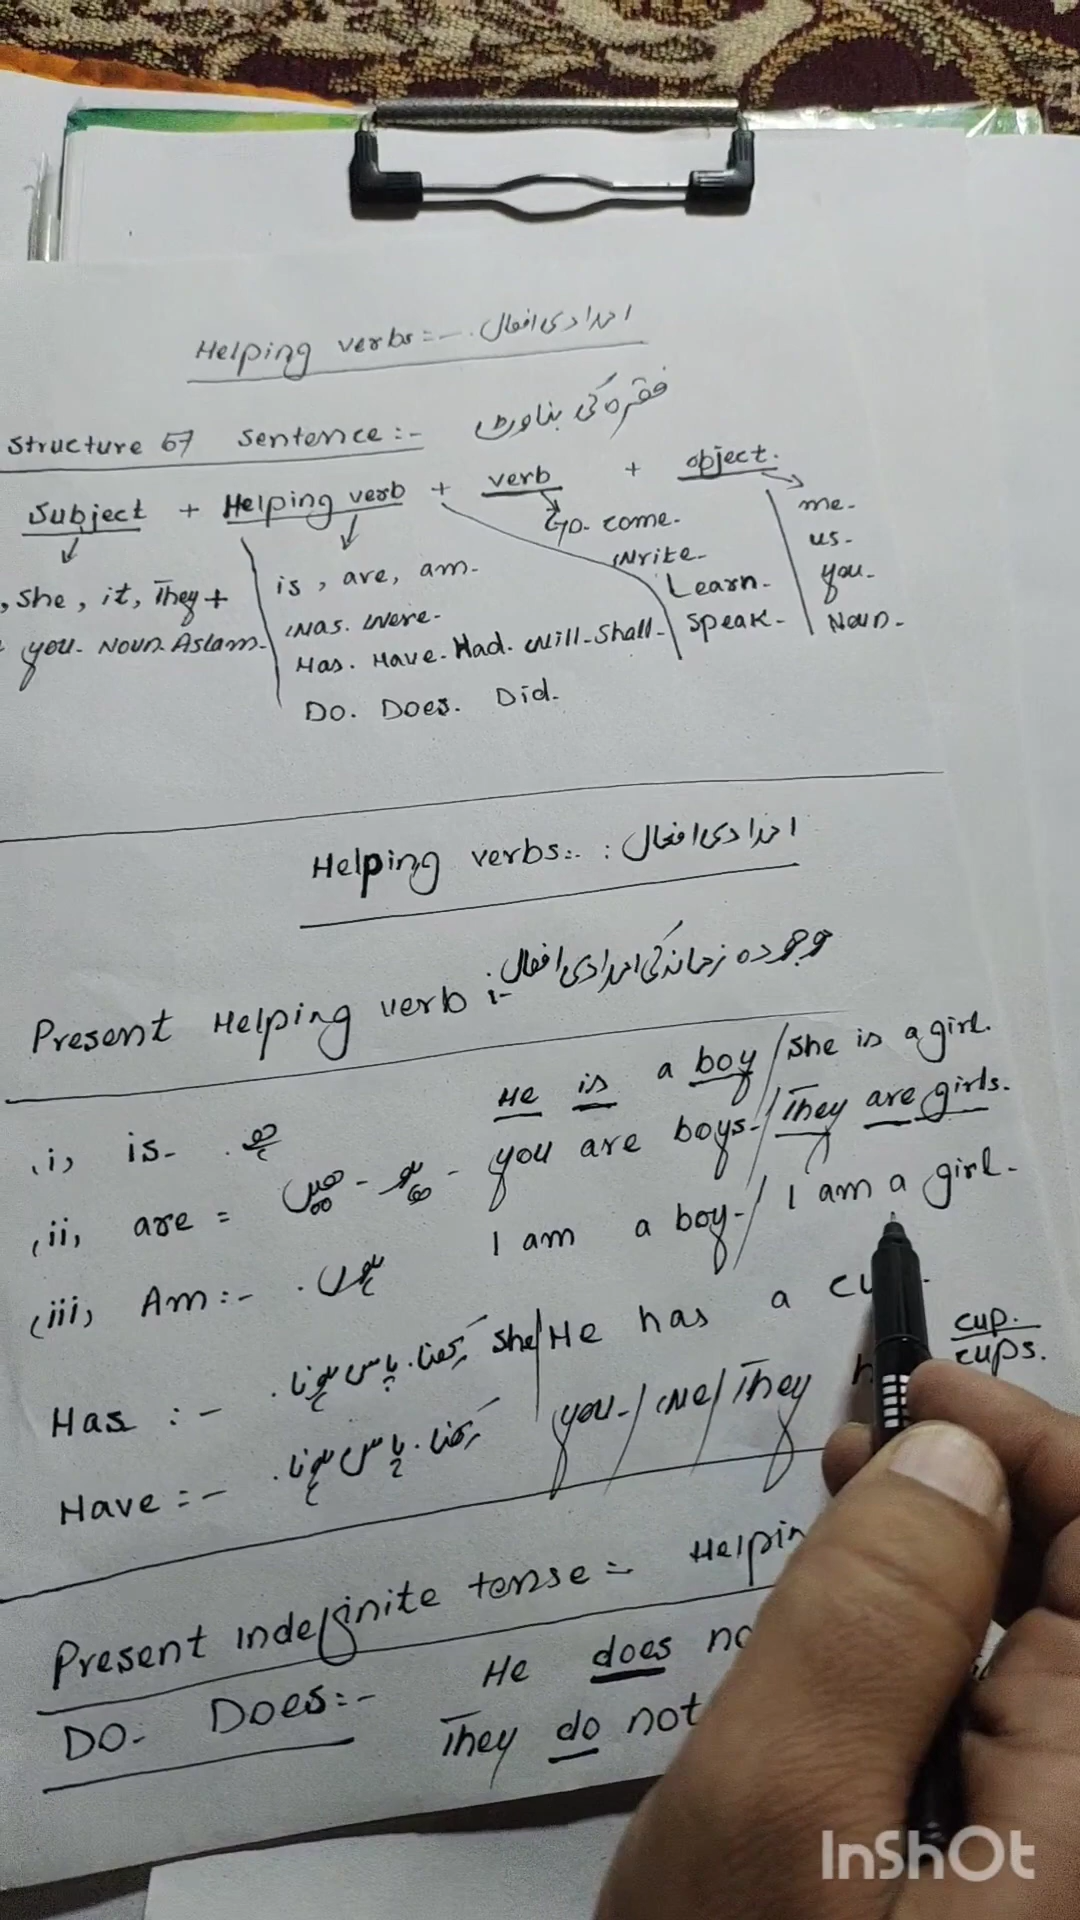 Helping verbs :- امدادی افعال
Structure of Sentence :- فقرہ کی بناوٹ
Subject + Helping verb + verb + object.
, She, it, They +
you. Noun. Aslam.
is, are, am.
was. were.
Has. Have. Had. Will. Shall.
Do. Does. Did.
Go. come.
write.
Learn.
Speak.
me.
us.
you.
Noun.
Helping verbs :- امدادی افعال
Present Helping verb :- موجودہ زمانہ کی امدادی افعال
(i) is - ہے. He is a boy / She is a girl.
(ii) are = ہیں - ہو - you are boys. / They are girls.
(iii) Am :- ہوں. I am a boy. / I am a girl.
Has :- رکھنا. پاس ہونا. She/He has a cu
cup.
cups.
Have :- رکھنا. پاس ہونا. you / we / They h
Present indefinite tense :- Helpin
DO. Does :- He does no
They do not
InShOt